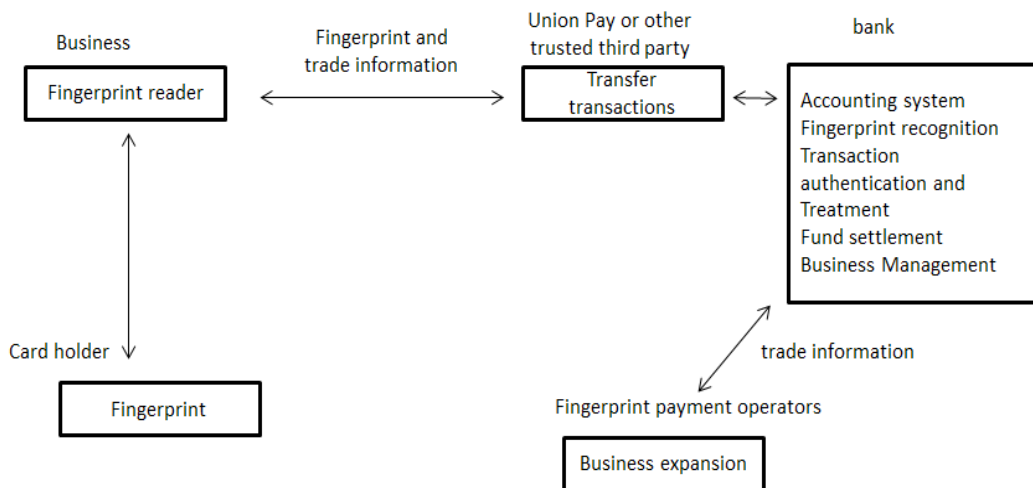 Business
Fingerprint reader
Fingerprint and
trade information
Union Pay or other
trusted third party
Transfer
transactions
bank
Accounting system
Fingerprint recognition
Transaction
authentication and
Treatment
Fund settlement
Business Management
Card holder
Fingerprint
trade information
Fingerprint payment operators
Business expansion